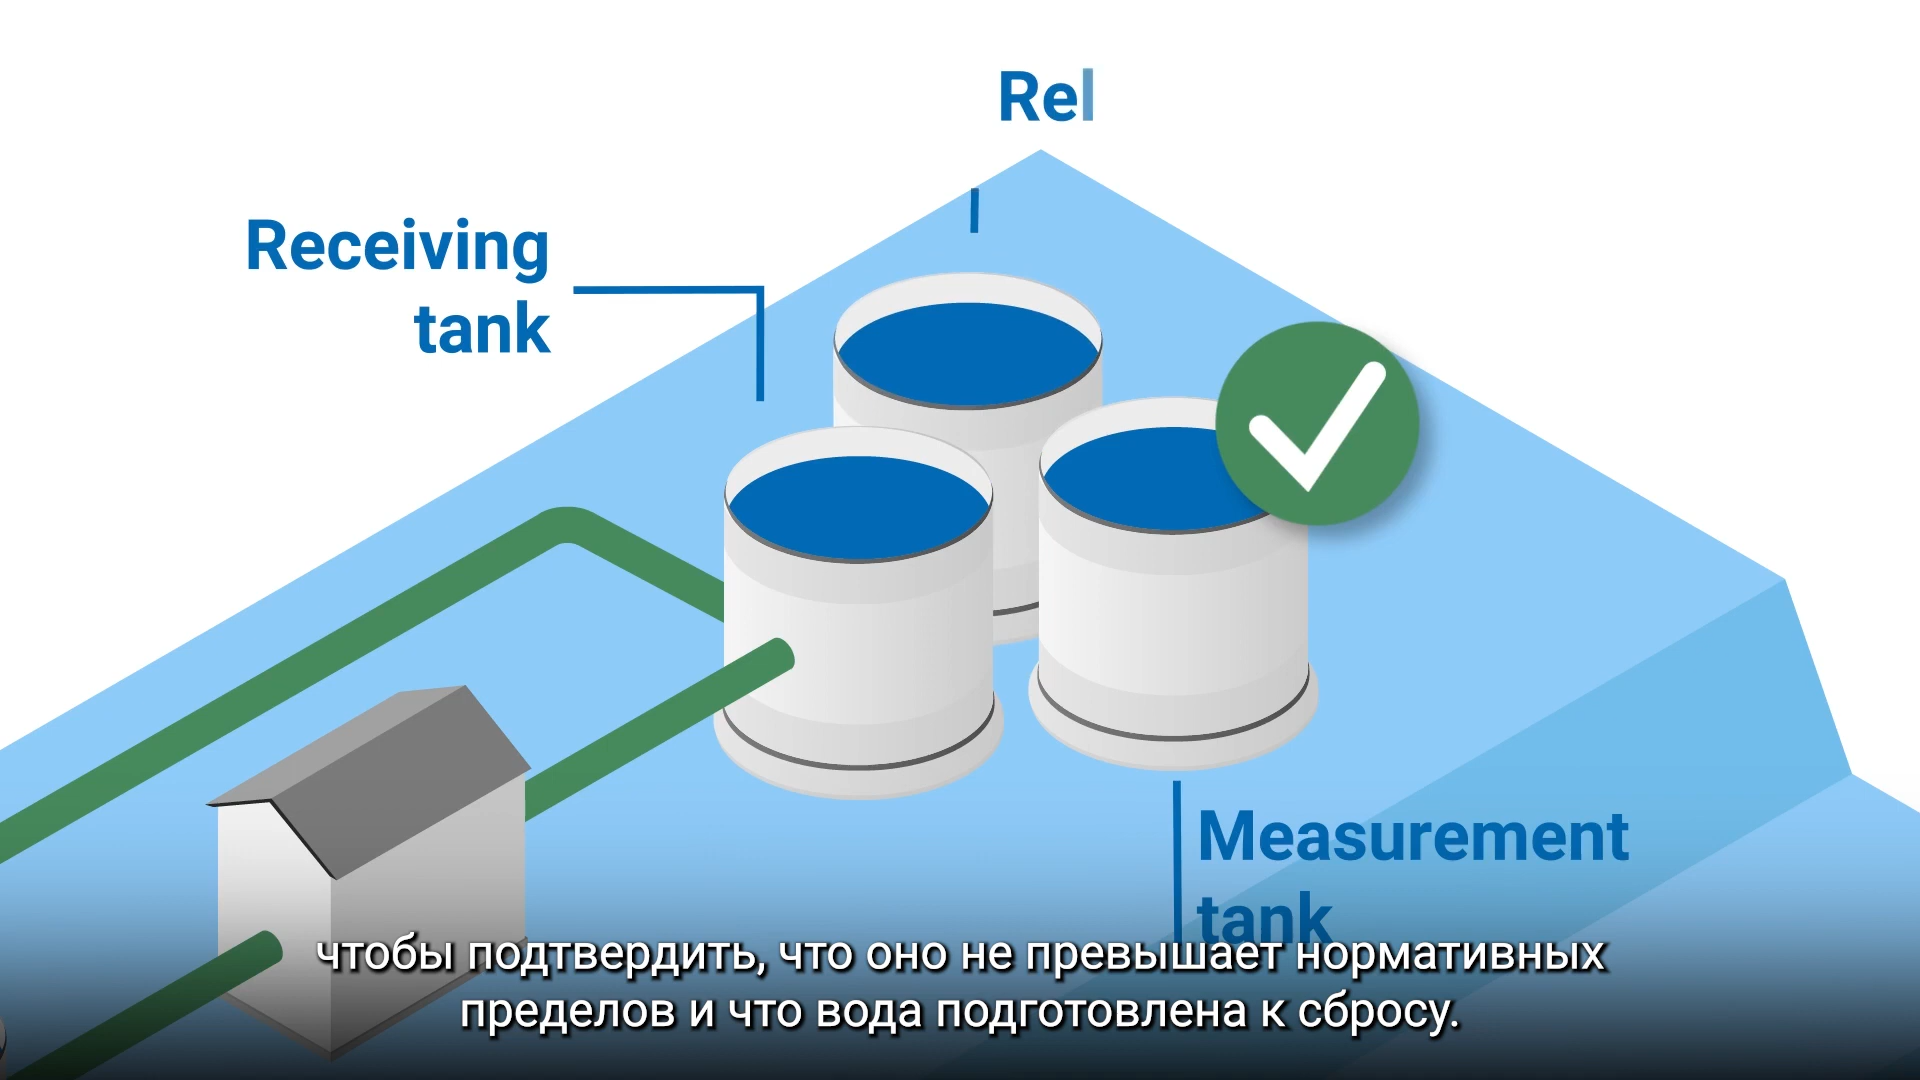 Rel
Receiving
tank
Measurement
tank
чтобы подтвердить, что оно не превышает нормативных
пределов и что вода подготовлена к сбросу.